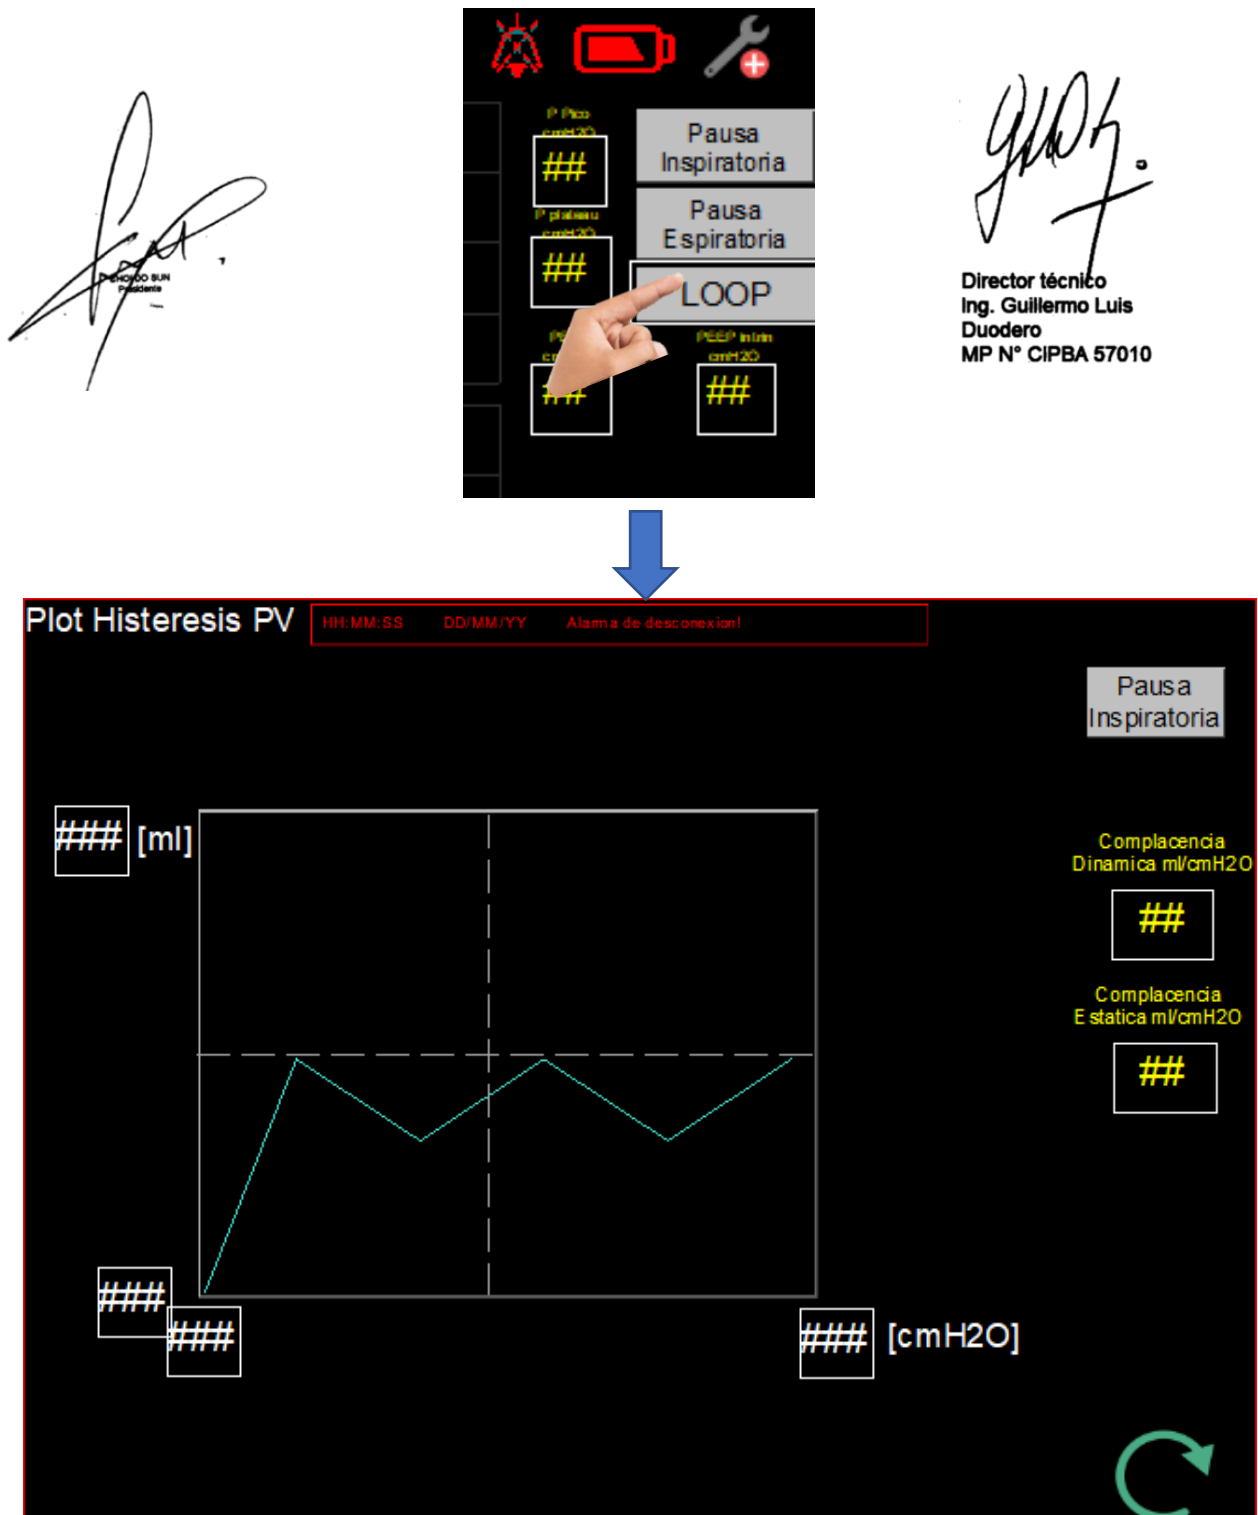 P Pico
cmH2O
##
Pausa
Inspiratoria
P plateau
cmH2O
##
Pausa
Espiratoria
LOOP
PEEP intrin
cmH2O
##
##
SUN
Presidente
Director técnico
Ing. Guillermo Luis
Duodero
MP N° CIPBA 57010
Plot Histeresis PV
HH:MM:SS DD/MM/YY Alarma de desconexion!
Pausa
Inspiratoria
### [ml]
Complacencia
Dinamica ml/cmH2O
##
Complacencia
Estatica ml/cmH2O
##
###
###
### [cmH2O]